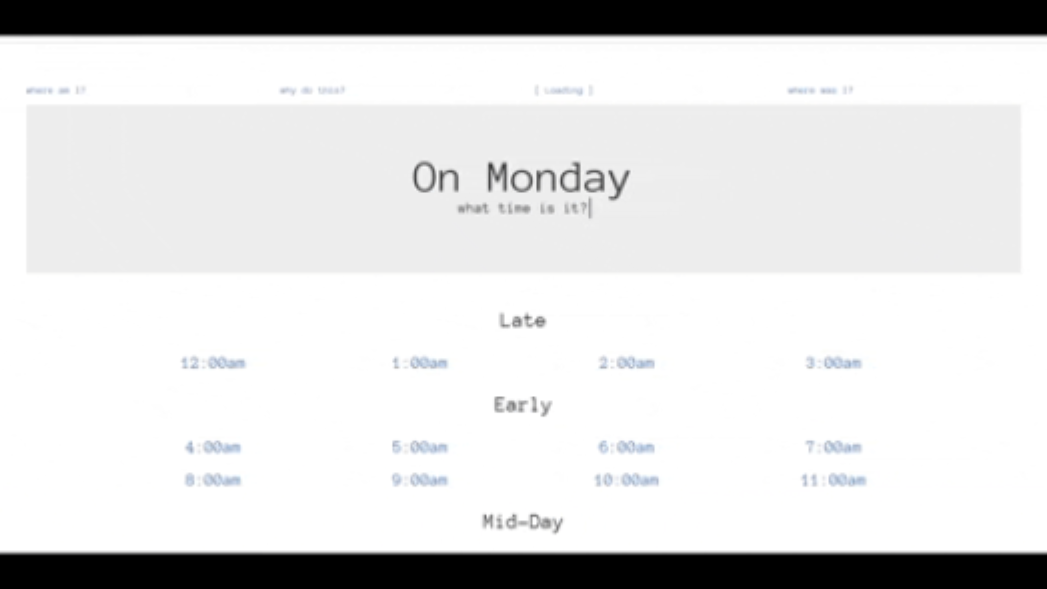 where am I? why do this? [ Loading ] where was I?
On Monday
what time is it?
Late
12:00am 1:00am 2:00am 3:00am
Early
4:00am 5:00am 6:00am 7:00am
8:00am 9:00am 10:00am 11:00am
Mid-Day